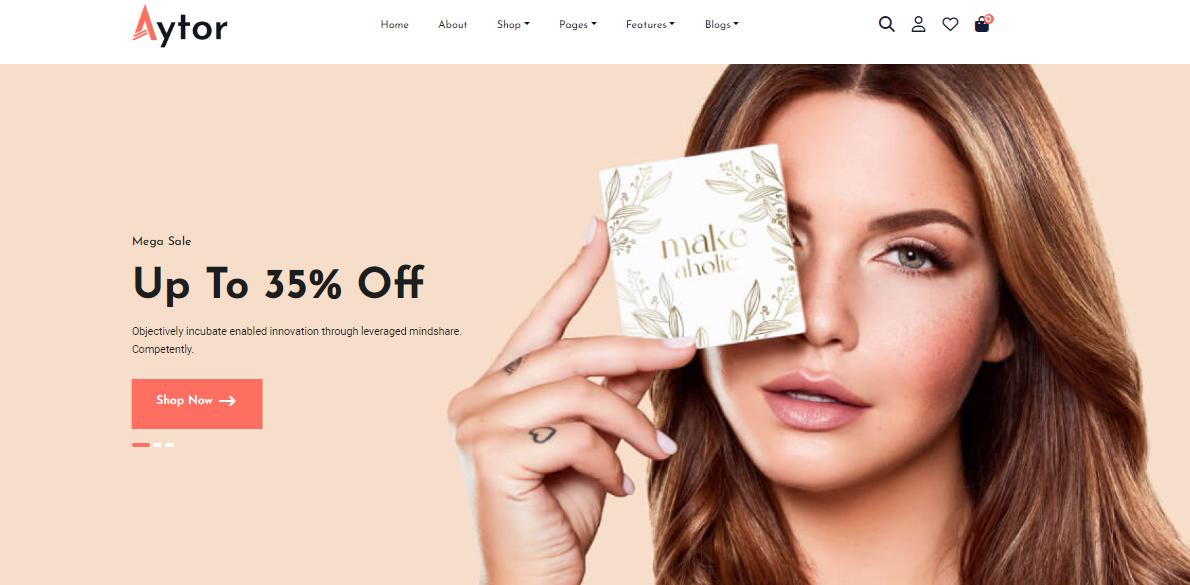 Aytor
Home About Shop Pages Features Blogs
0
Mega Sale
Up To 35% Off
Objectively incubate enabled innovation through leveraged mindshare.
Competently.
Shop Now
make
aholic